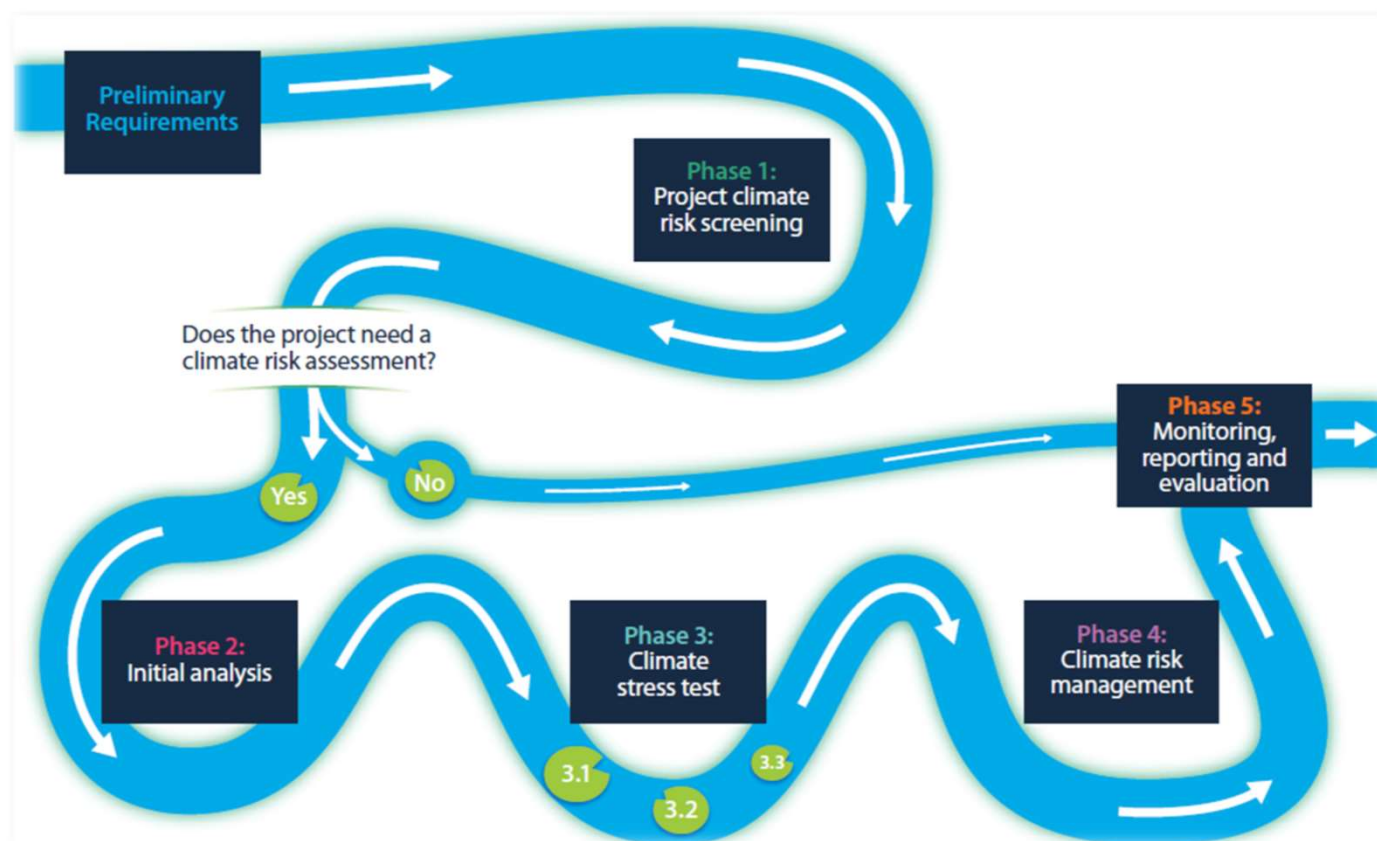 Preliminary
Requirements
Phase 1:
Project climate
risk screening
Does the project need a
climate risk assessment?
Yes
No
Phase 5:
Monitoring,
reporting and
evaluation
Phase 2:
Initial analysis
Phase 3:
Climate
stress test
3.1
3.2
3.3
Phase 4:
Climate risk
management